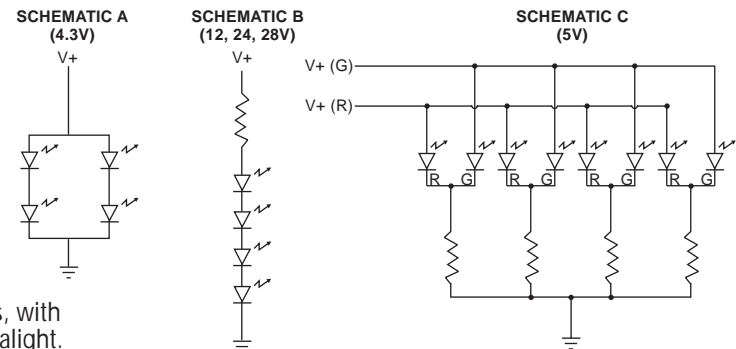 SCHEMATIC A
(4.3V)
V+
SCHEMATIC B
(12, 24, 28V)
V+
SCHEMATIC C
(5V)
V+ (G)
V+ (R)
R G R G R G R G
s, with
alight.